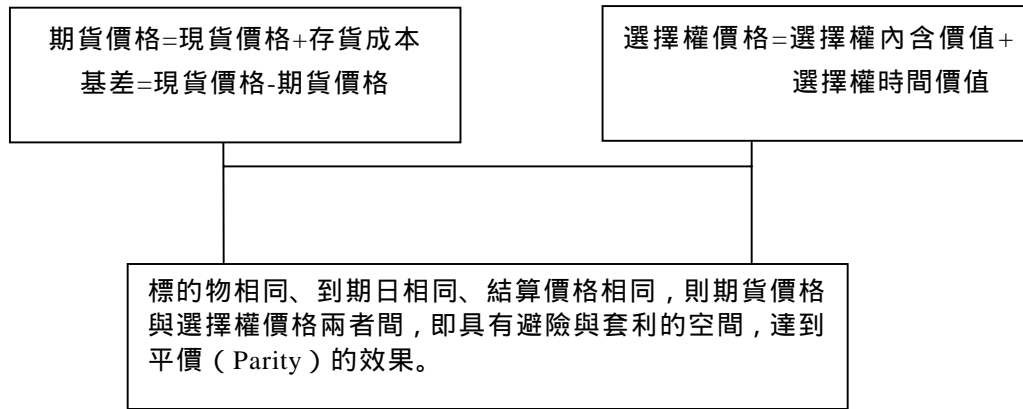 期貨價格=現貨價格+存貨成本
基差=現貨價格-期貨價格
選擇權價格=選擇權內含價值+
選擇權時間價值
標的物相同、到期日相同、結算價格相同，則期貨價格
與選擇權價格兩者間，即具有避險與套利的空間，達到
平價（Parity）的效果。